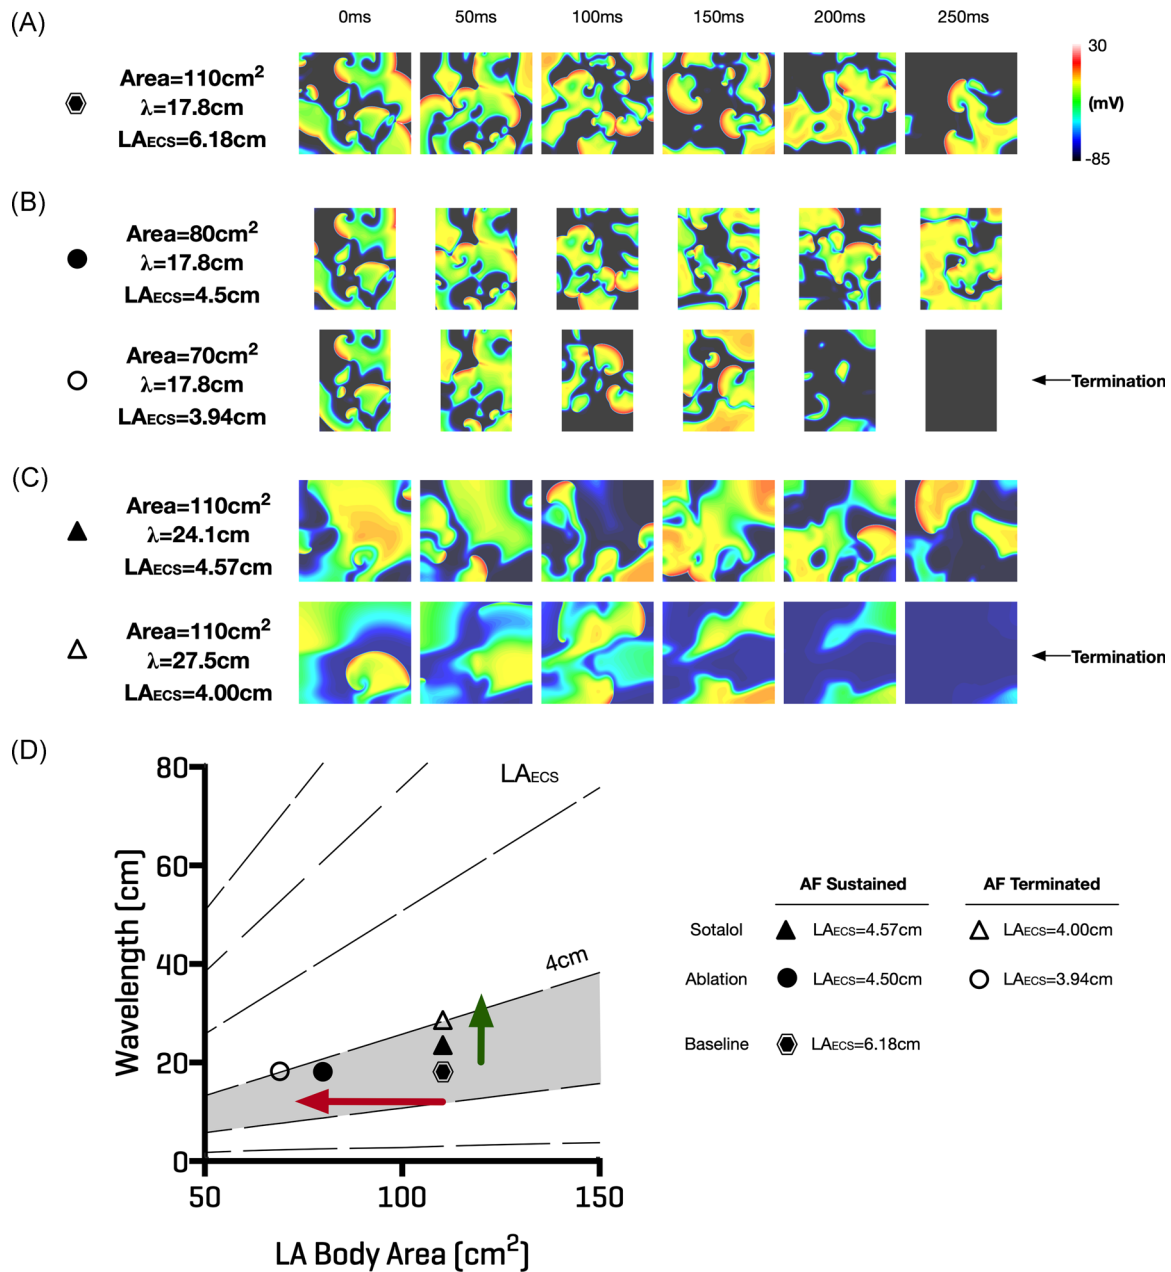 (A)
0ms 50ms 100ms 150ms 200ms 250ms
Area=110cm²
λ=17.8cm
LAECS=6.18cm
30
(mV)
-85
(B)
Area=80cm²
λ=17.8cm
LAECS=4.5cm
Area=70cm²
λ=17.8cm
LAECS=3.94cm
Termination
(C)
Area=110cm²
λ=24.1cm
LAECS=4.57cm
Area=110cm²
λ=27.5cm
LAECS=4.00cm
Termination
(D)
80
60
40
20
0
50 100 150
Wavelength (cm)
LA Body Area (cm²)
LAECS
4cm
AF Sustained AF Terminated
Sotalol LAECS=4.57cm LAECS=4.00cm
Ablation LAECS=4.50cm LAECS=3.94cm
Baseline LAECS=6.18cm